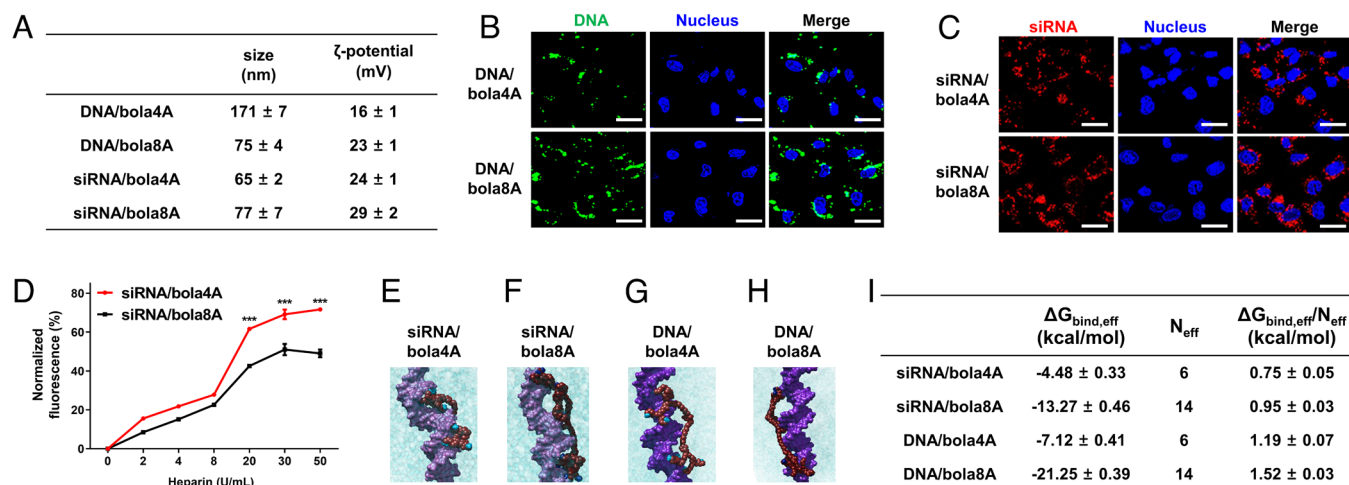 A
size (nm) ζ-potential (mV)
DNA/bola4A 171 ± 7 16 ± 1
DNA/bola8A 75 ± 4 23 ± 1
siRNA/bola4A 65 ± 2 24 ± 1
siRNA/bola8A 77 ± 7 29 ± 2
B
DNA Nucleus Merge
DNA/
bola4A
DNA/
bola8A
C
siRNA Nucleus Merge
siRNA/
bola4A
siRNA/
bola8A
D
Normalized
fluorescence (%)
80
60
40
20
0
siRNA/bola4A
siRNA/bola8A
*** *** ***
0 2 4 8 20 30 50
Heparin (U/mL)
E
siRNA/
bola4A
F
siRNA/
bola8A
G
DNA/
bola4A
H
DNA/
bola8A
I
ΔGbind,eff (kcal/mol) Neff ΔGbind,eff/Neff (kcal/mol)
siRNA/bola4A -4.48 ± 0.33 6 0.75 ± 0.05
siRNA/bola8A -13.27 ± 0.46 14 0.95 ± 0.03
DNA/bola4A -7.12 ± 0.41 6 1.19 ± 0.07
DNA/bola8A -21.25 ± 0.39 14 1.52 ± 0.03